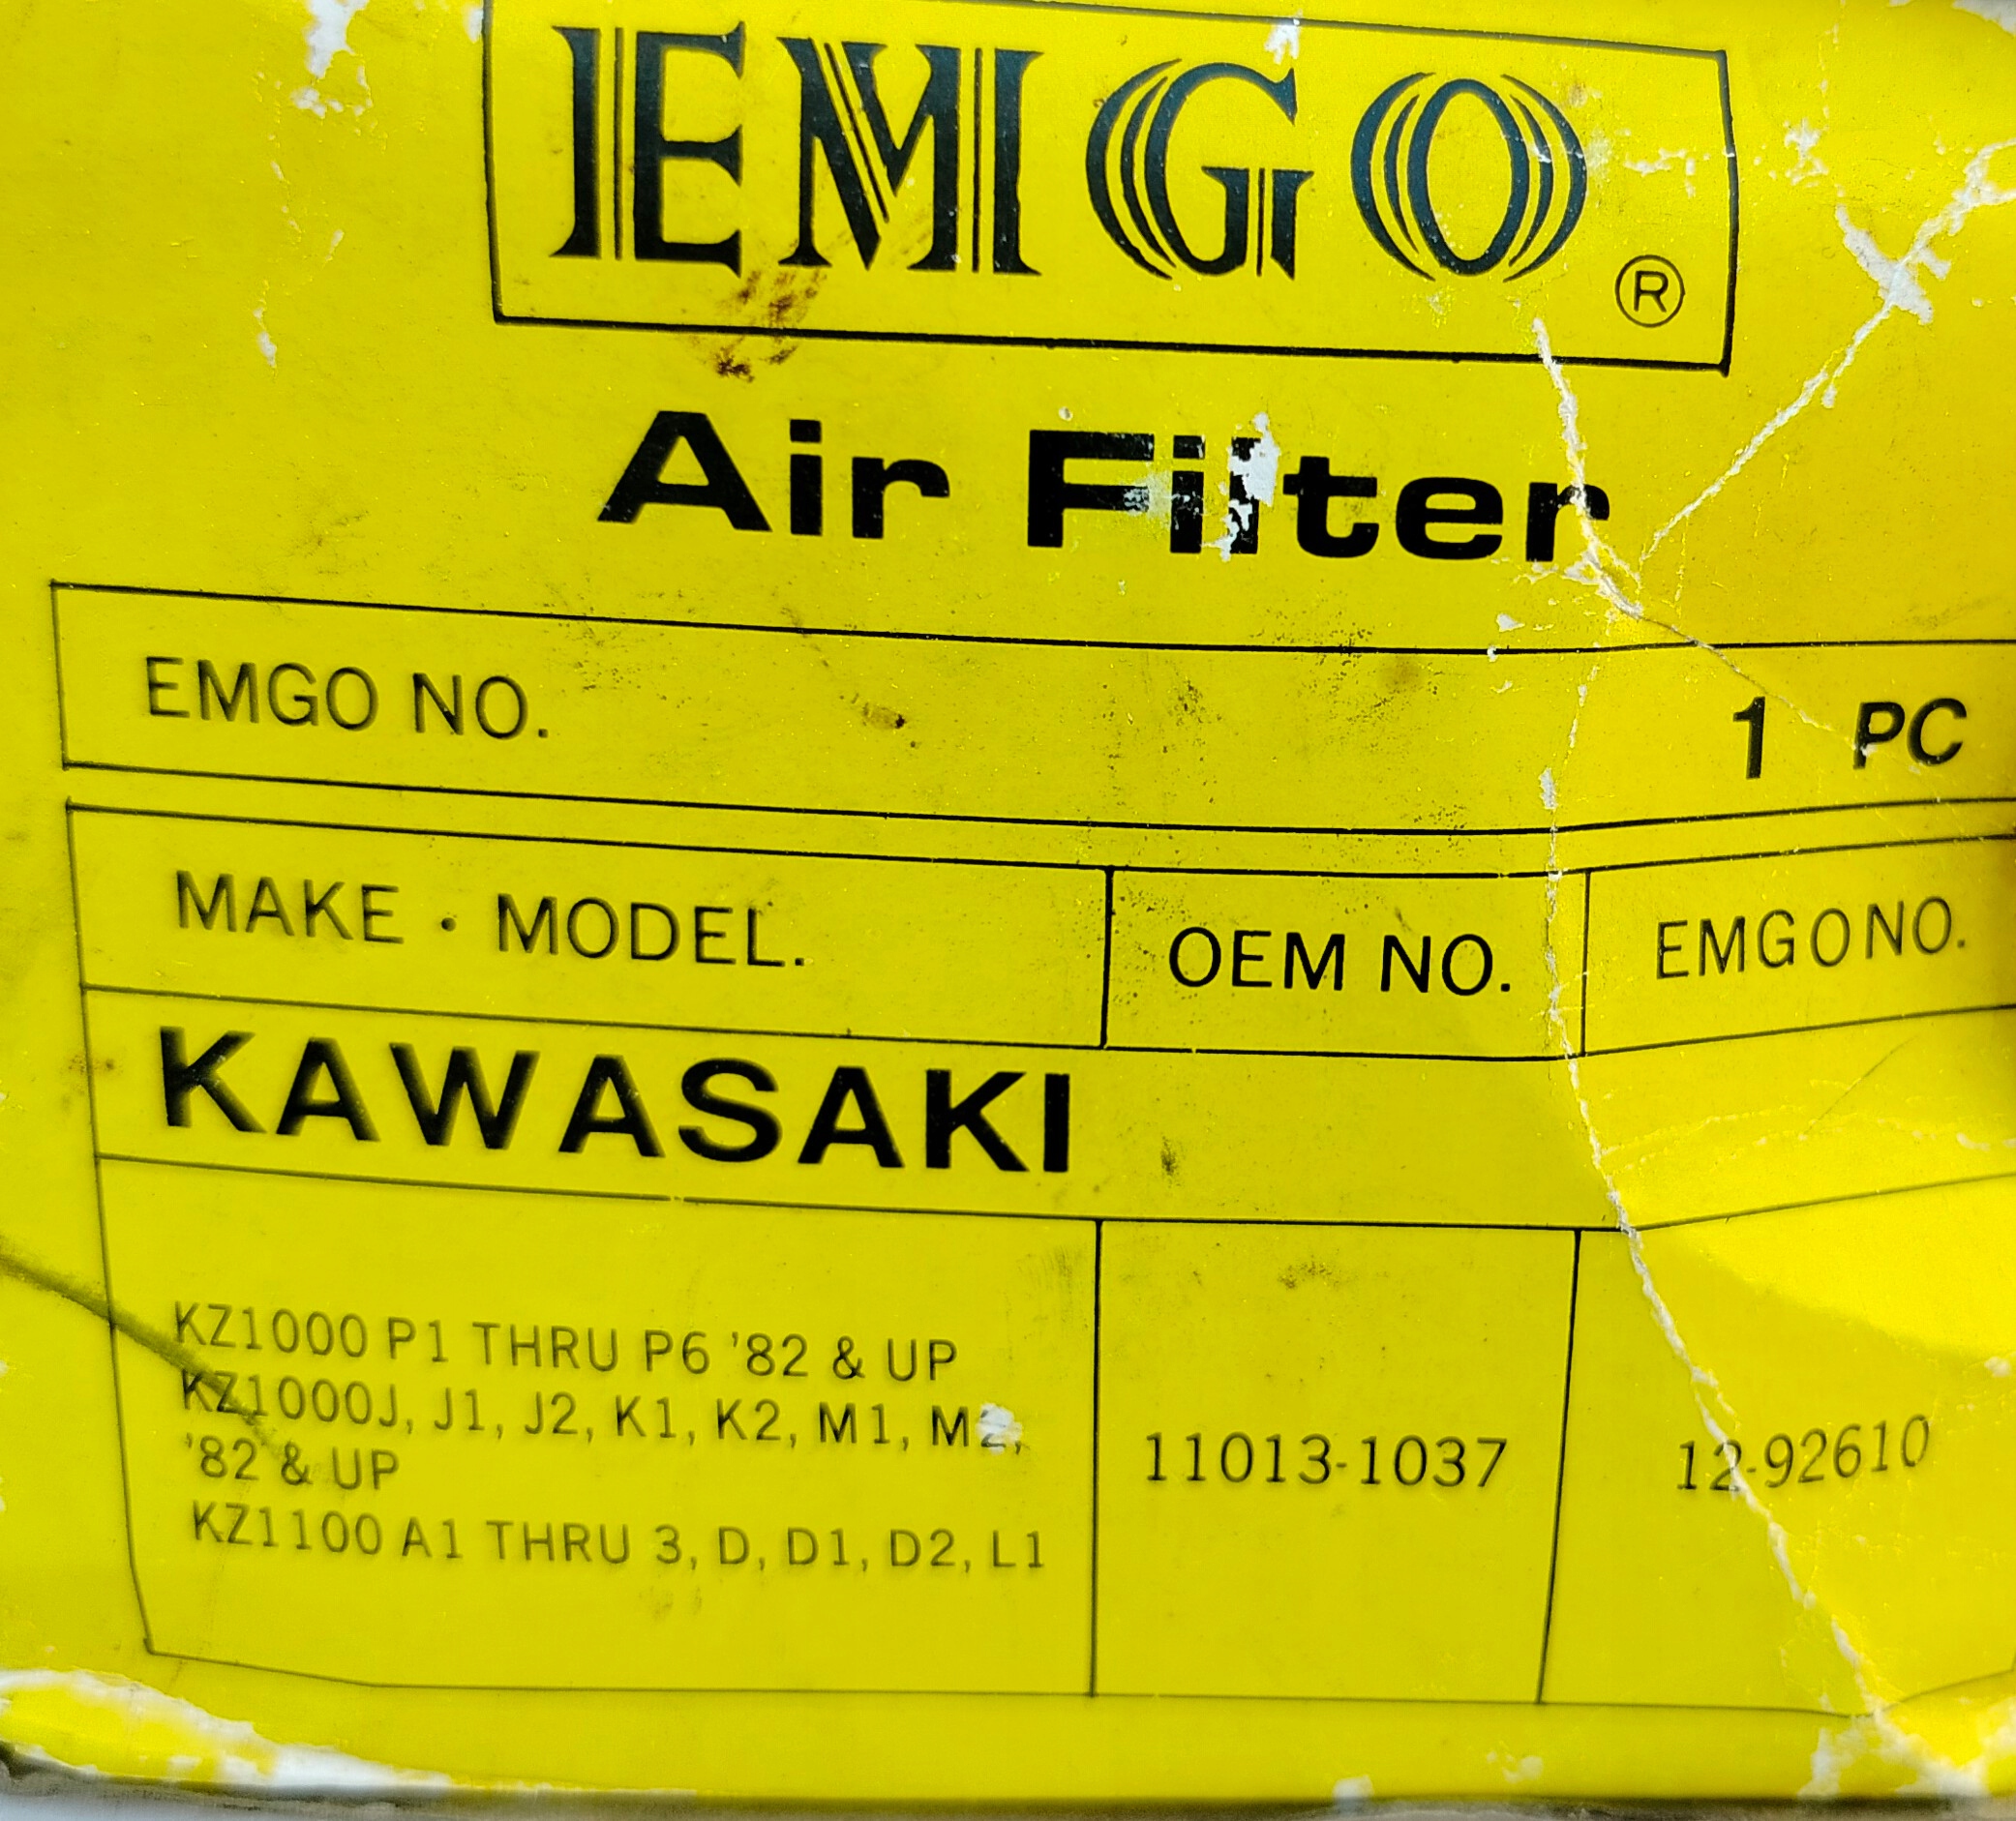 EMGO ®
Air Filter
EMGO NO. 1 PC
MAKE · MODEL. OEM NO. EMGO NO.
KAWASAKI
KZ1000 P1 THRU P6 '82 & UP
KZ1000J, J1, J2, K1, K2, M1, M2,
'82 & UP
11013-1037 12-92610
KZ1100 A1 THRU 3, D, D1, D2, L1